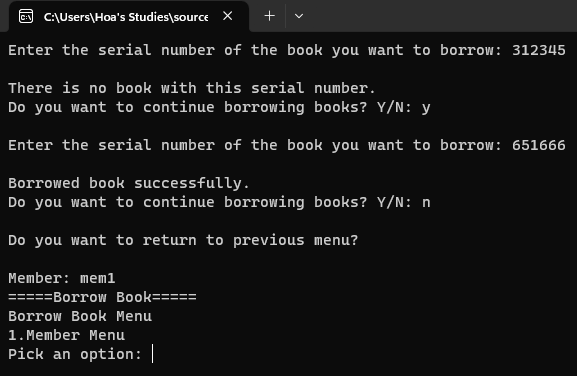 C:\Users\Hoa's Studies\source
Enter the serial number of the book you want to borrow: 312345
There is no book with this serial number.
Do you want to continue borrowing books? Y/N: y
Enter the serial number of the book you want to borrow: 651666
Borrowed book successfully.
Do you want to continue borrowing books? Y/N: n
Do you want to return to previous menu?
Member: mem1
=====Borrow Book=====
Borrow Book Menu
1.Member Menu
Pick an option: